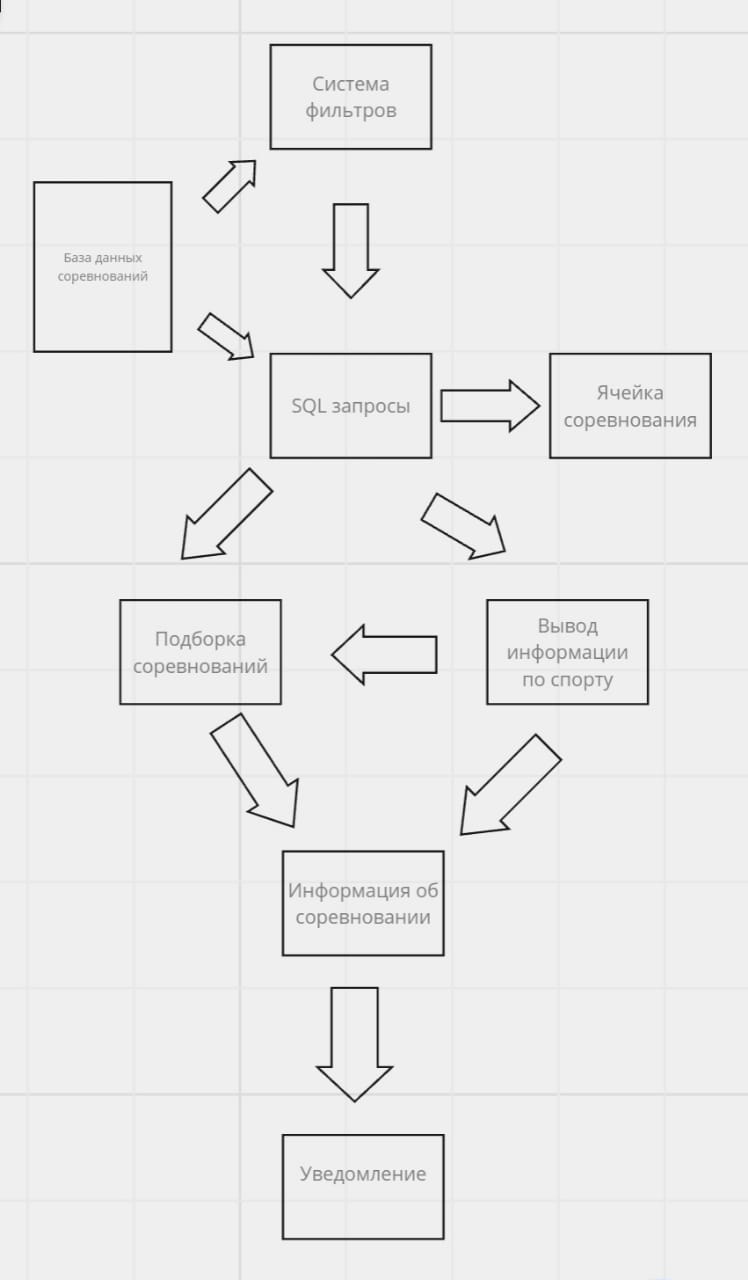 Система
фильтров
База данных
соревнований
SQL запросы
Ячейка
соревнования
Подборка
соревнований
Вывод
информации
по спорту
Информация об
соревновании
Уведомление